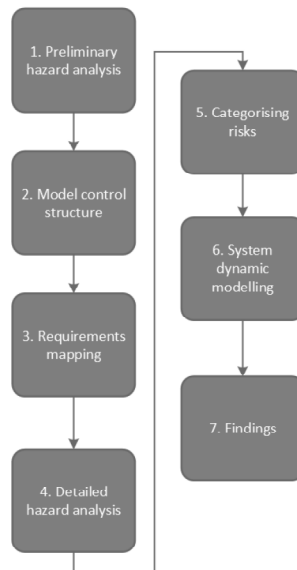 1. Preliminary
hazard analysis
2. Model control
structure
3. Requirements
mapping
4. Detailed
hazard analysis
5. Categorising
risks
6. System
dynamic
modelling
7. Findings